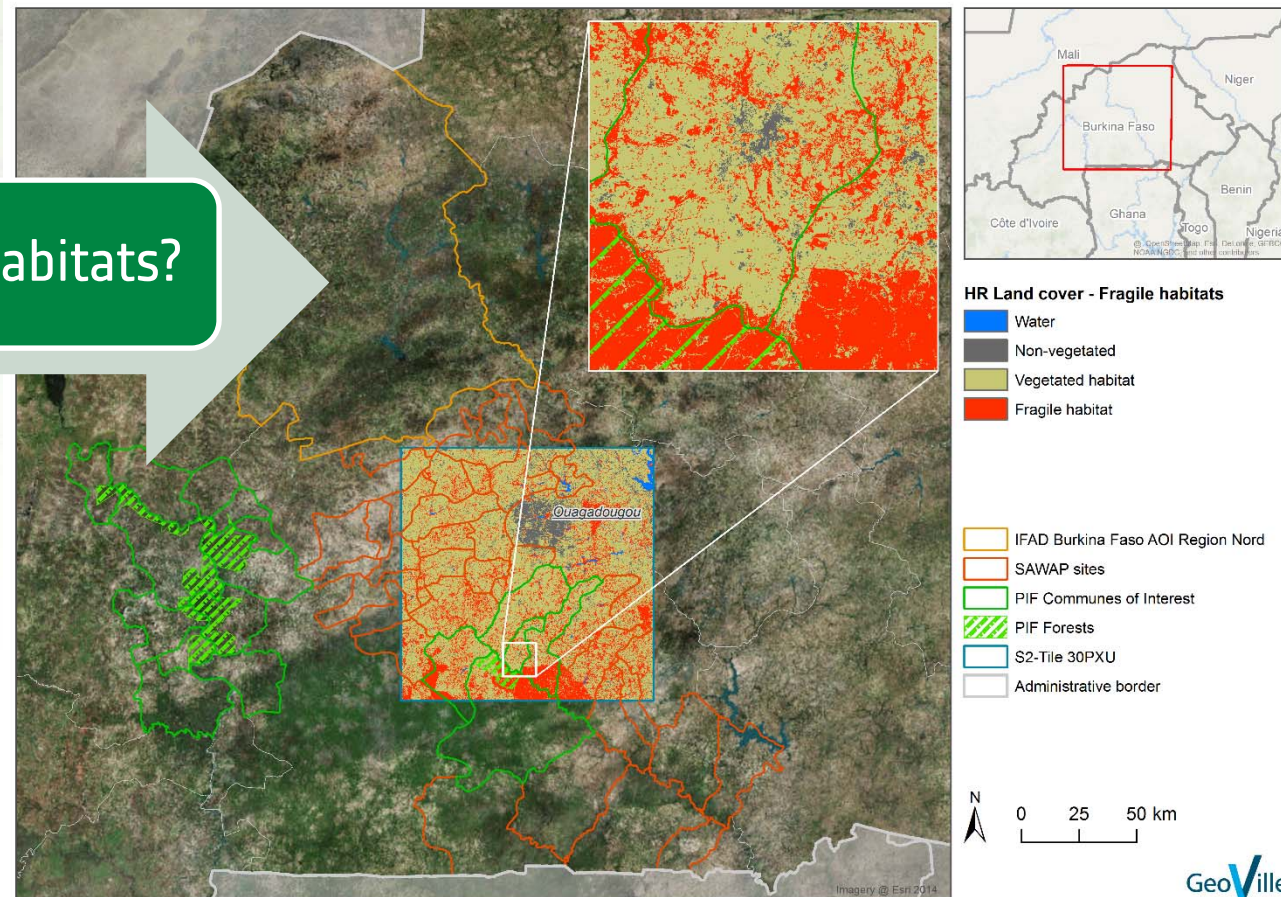 abitats?
Ouagadougou
Imagery @ Esri 2014
Mali
Niger
Burkina Faso
Benin
Côte d'Ivoire
Ghana
Togo
Nigeria
HR Land cover - Fragile habitats
Water
Non-vegetated
Vegetated habitat
Fragile habitat
IFAD Burkina Faso AOI Region Nord
SAWAP sites
PIF Communes of Interest
PIF Forests
S2-Tile 30PXU
Administrative border
N
0 25 50 km
GeoVille